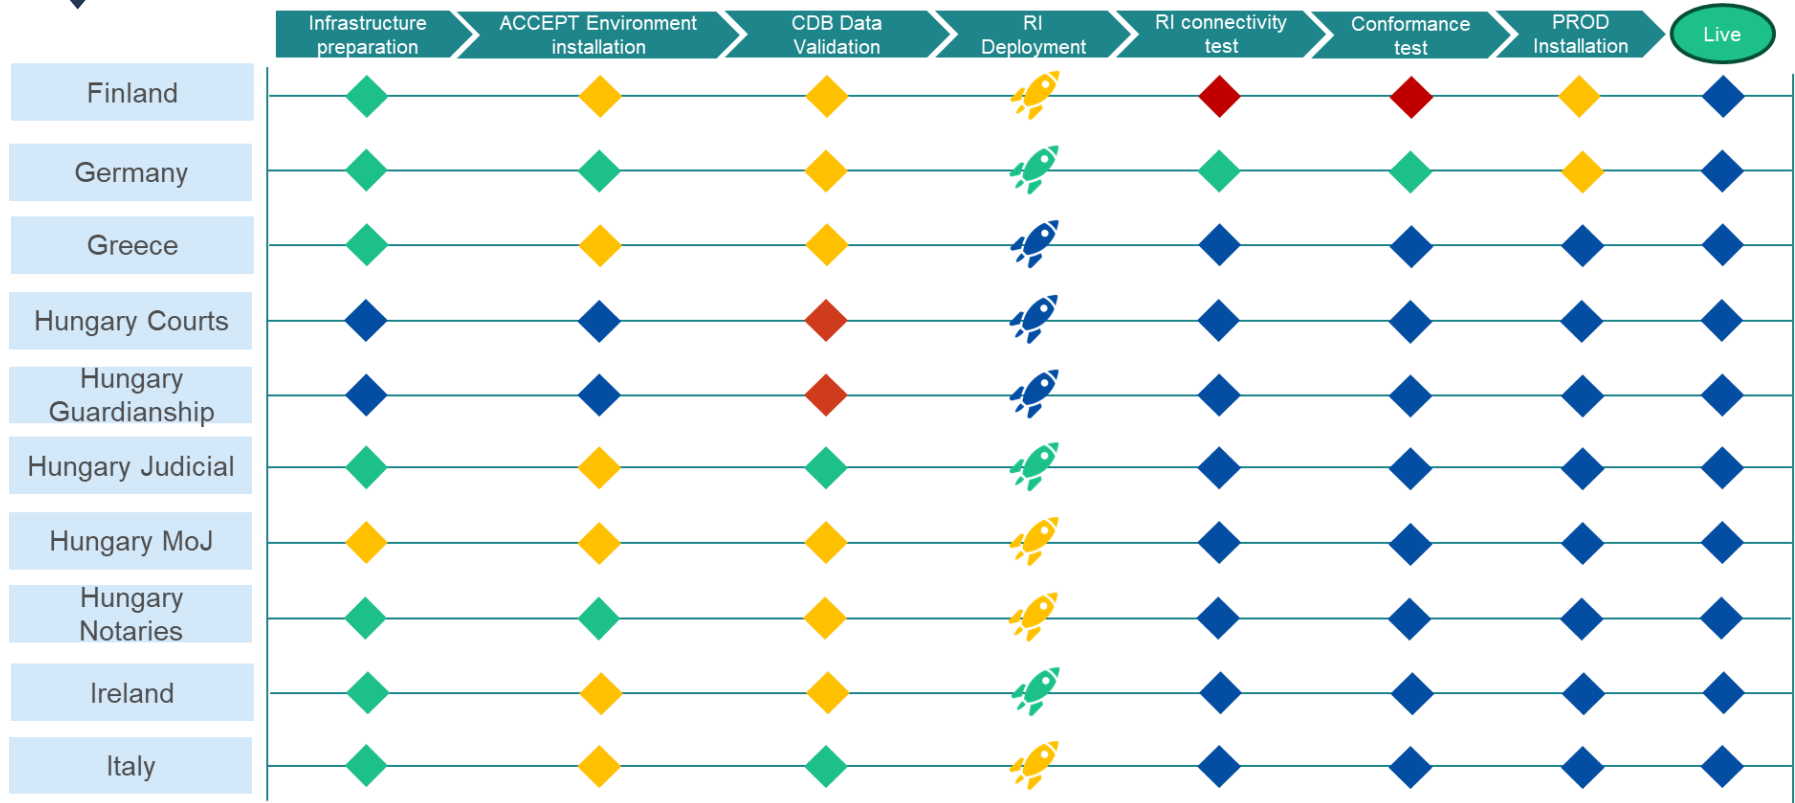 Infrastructure
preparation
ACCEPT Environment
installation
CDB Data
Validation
RI
Deployment
RI connectivity
test
Conformance
test
PROD
Installation
Live
Finland
Germany
Greece
Hungary Courts
Hungary
Guardianship
Hungary Judicial
Hungary MoJ
Hungary
Notaries
Ireland
Italy